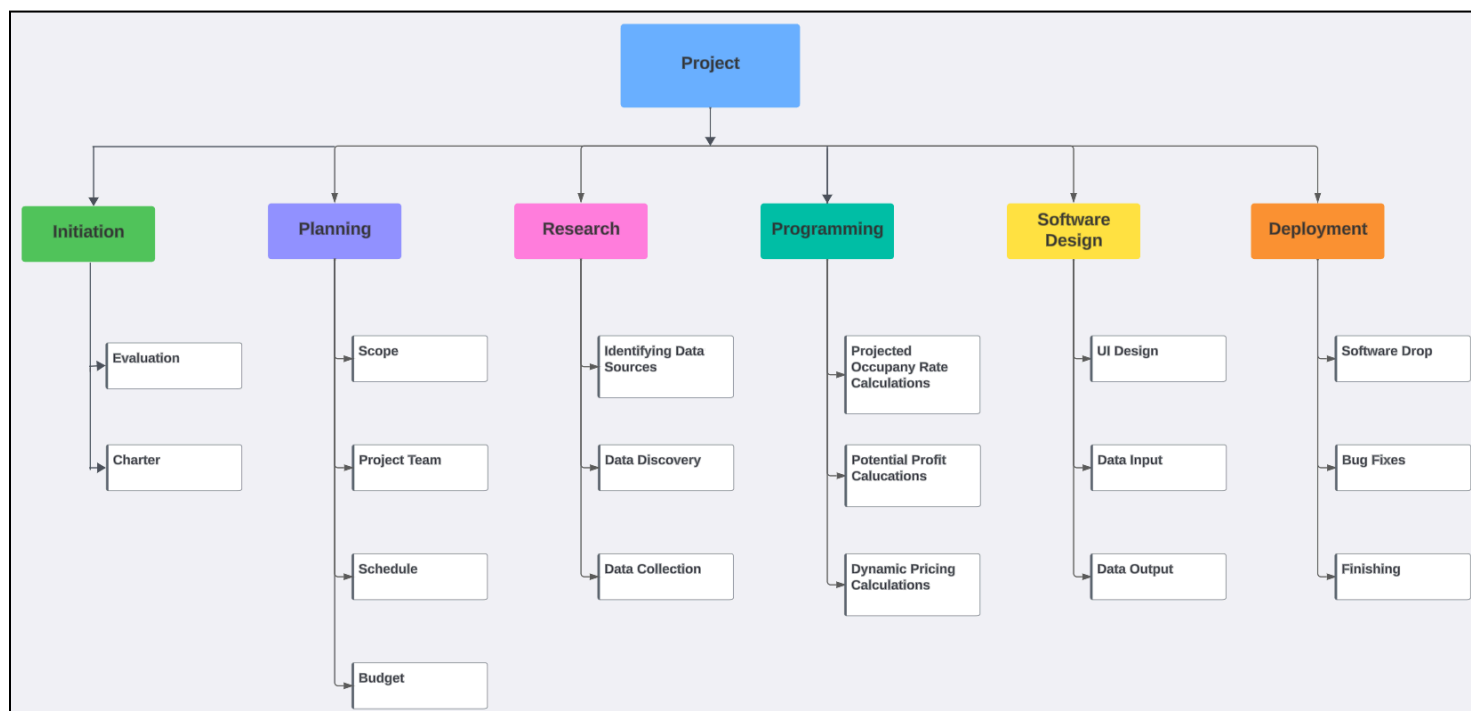 Project
Initiation
Planning
Research
Programming
Software
Design
Deployment
Evaluation
Charter
Scope
Project Team
Schedule
Budget
Identifying Data
Sources
Data Discovery
Data Collection
Projected
Occupany Rate
Calculations
Potential Profit
Calucations
Dynamic Pricing
Calculations
UI Design
Data Input
Data Output
Software Drop
Bug Fixes
Finishing